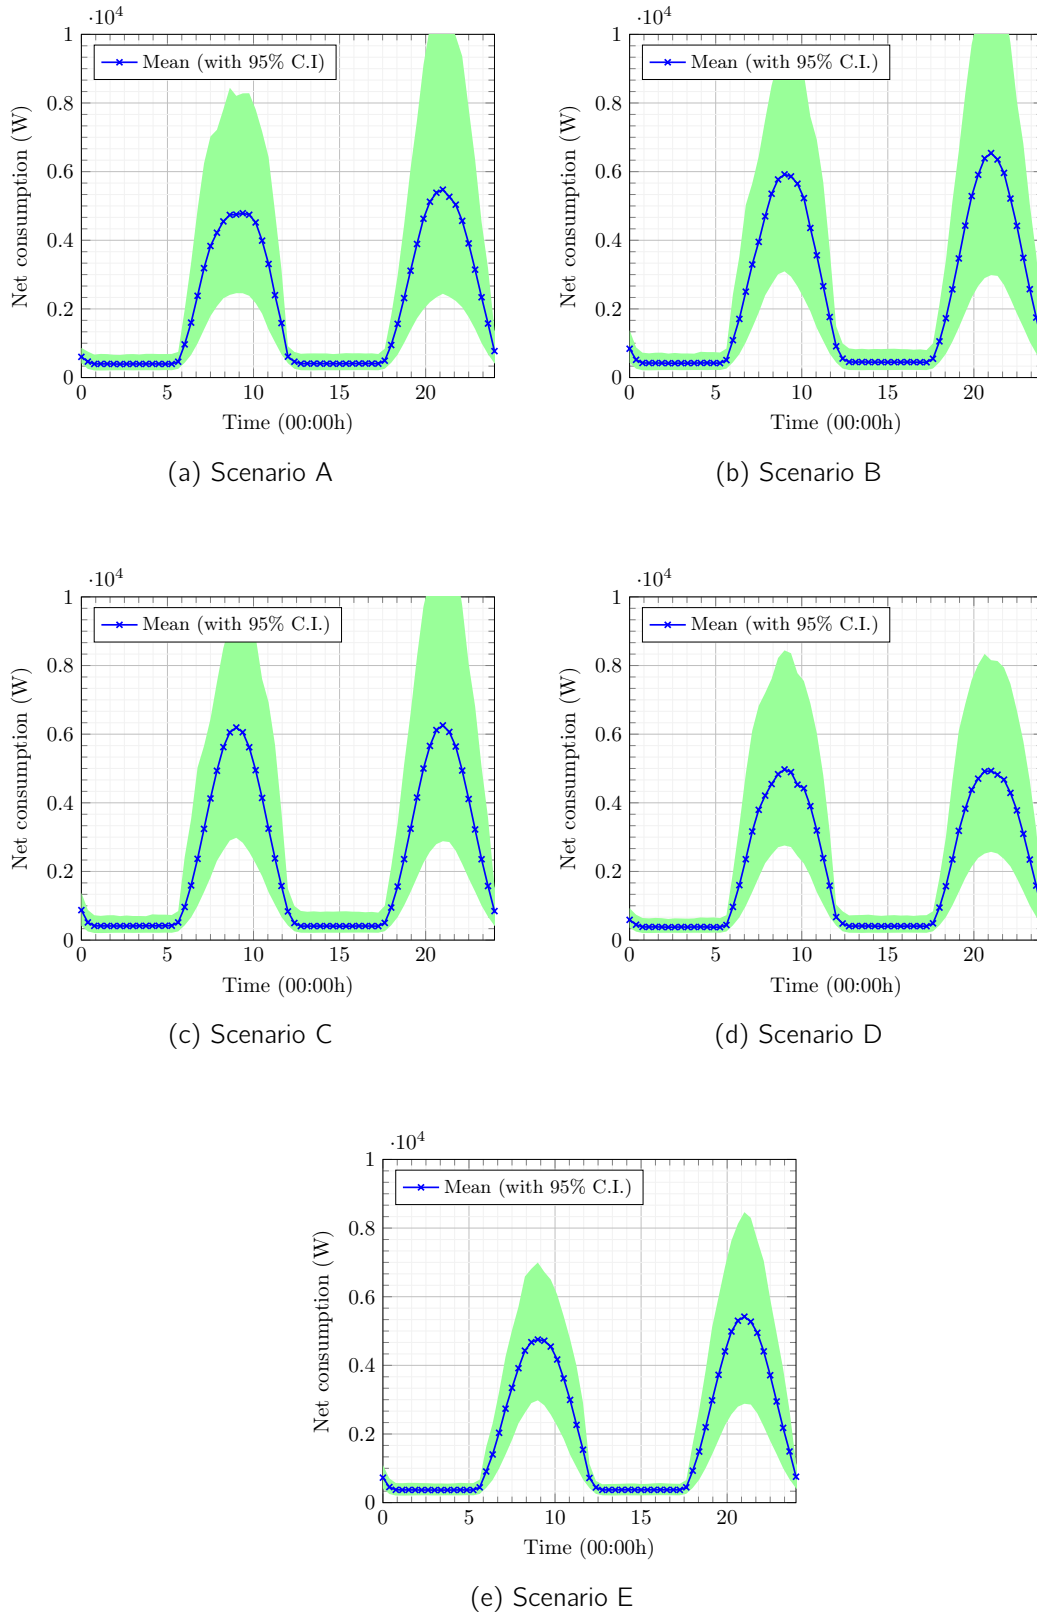 ·10⁴
1
0.8
0.6
0.4
0.2
0
Net consumption (W)
Mean (with 95% C.I)
0 5 10 15 20
Time (00:00h)
(a) Scenario A
·10⁴
1
0.8
0.6
0.4
0.2
0
Net consumption (W)
Mean (with 95% C.I.)
0 5 10 15 20
Time (00:00h)
(b) Scenario B
·10⁴
1
0.8
0.6
0.4
0.2
0
Net consumption (W)
Mean (with 95% C.I.)
0 5 10 15 20
Time (00:00h)
(c) Scenario C
·10⁴
1
0.8
0.6
0.4
0.2
0
Net consumption (W)
Mean (with 95% C.I.)
0 5 10 15 20
Time (00:00h)
(d) Scenario D
·10⁴
1
0.8
0.6
0.4
0.2
0
Net consumption (W)
Mean (with 95% C.I.)
0 5 10 15 20
Time (00:00h)
(e) Scenario E